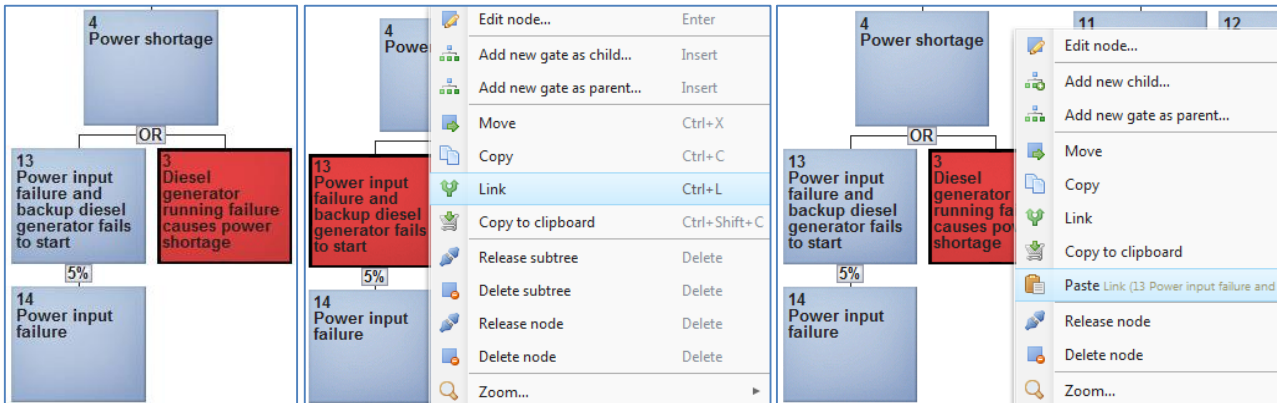 4
Power shortage
OR
13
Power input
failure and
backup diesel
generator fails
to start
3
Diesel
generator
running failure
causes power
shortage
5%
14
Power input
failure
4
Power
13
Power input
failure and
backup diesel
generator fails
to start
5%
14
Power input
failure
Edit node... Enter
Add new gate as child... Insert
Add new gate as parent... Insert
Move Ctrl+X
Copy Ctrl+C
Link Ctrl+L
Copy to clipboard Ctrl+Shift+C
Release subtree Delete
Delete subtree Delete
Release node Delete
Delete node Delete
Zoom...
4
Power shortage
11
12
OR
13
Power input
failure and
backup diesel
generator fails
to start
3
Diesel
generator
running fa
causes pow
shortage
5%
14
Power input
failure
Edit node...
Add new child...
Add new gate as parent...
Move
Copy
Link
Copy to clipboard
Paste Link (13 Power input failure and
Release node
Delete node
Zoom...